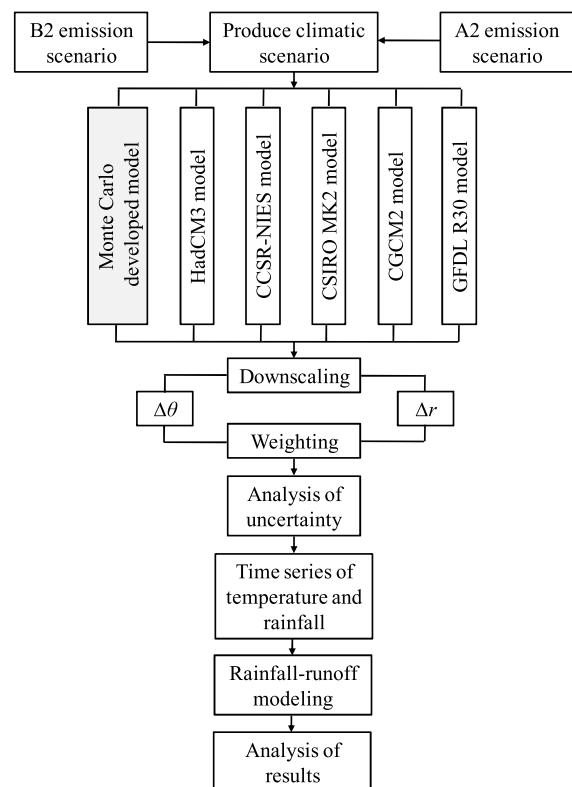 B2 emission
scenario
Produce climatic
scenario
A2 emission
scenario
Monte Carlo
developed model
HadCM3 model
CCSR-NIES model
CSIRO MK2 model
CGCM2 model
GFDL R30 model
Downscaling
Δθ
Δr
Weighting
Analysis of
uncertainty
Time series of
temperature and
rainfall
Rainfall-runoff
modeling
Analysis of
results